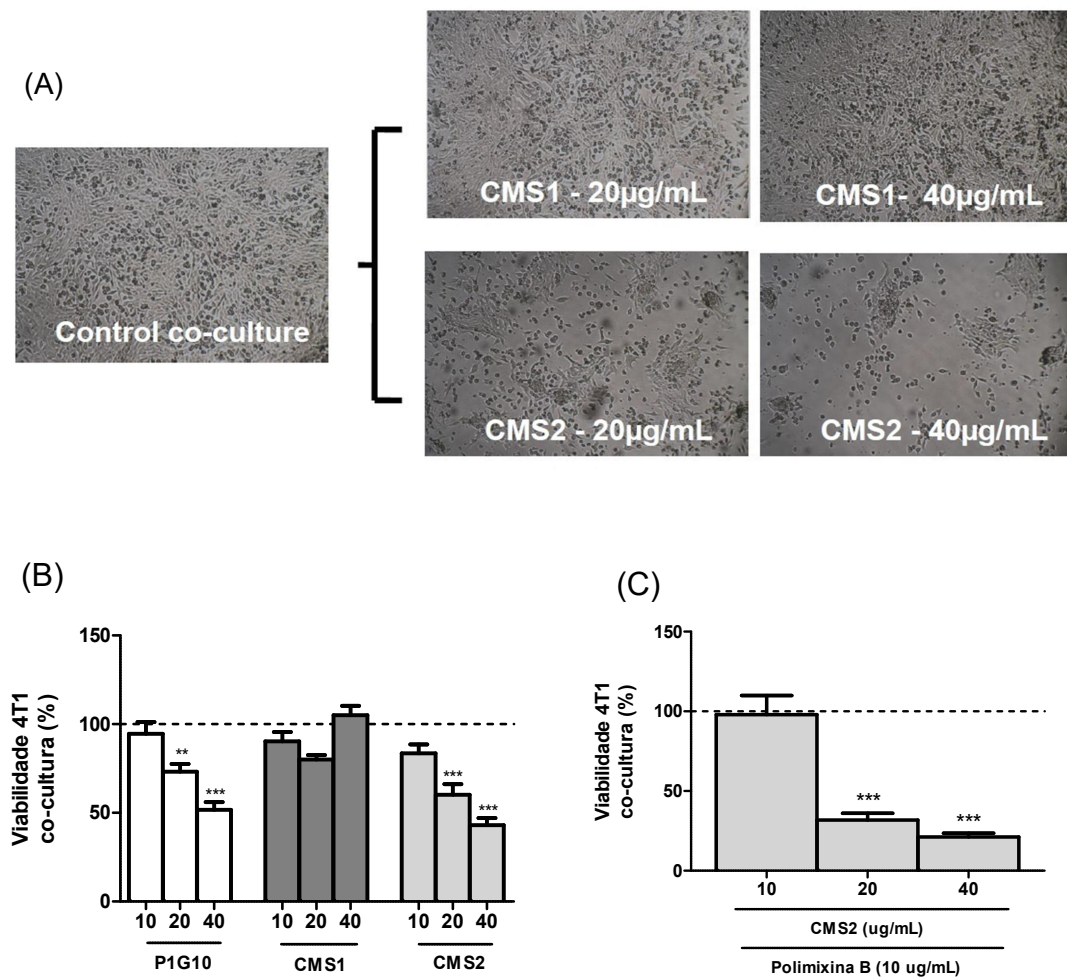 (A)
Control co-culture
CMS1 - 20µg/mL
CMS1- 40µg/mL
CMS2 - 20µg/mL
CMS2 - 40µg/mL
(B)
Viabilidade 4T1
co-cultura (%)
150
100
50
0
**
***
***
***
10 20 40 10 20 40 10 20 40
P1G10 CMS1 CMS2
(C)
Viabilidade 4T1
co-cultura (%)
150
100
50
0
***
***
10 20 40
CMS2 (ug/mL)
Polimixina B (10 ug/mL)